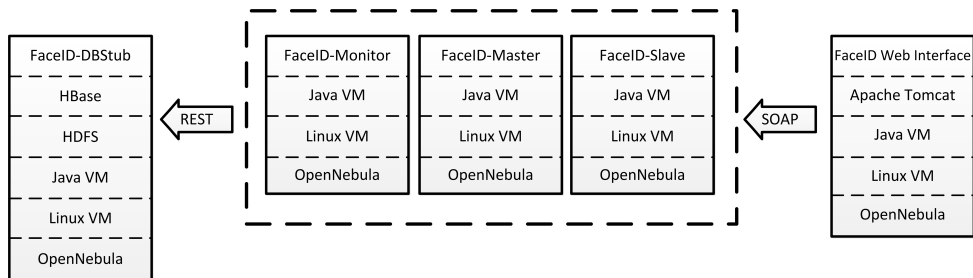 FaceID-DBStub
HBase
HDFS
Java VM
Linux VM
OpenNebula
REST
FaceID-Monitor
Java VM
Linux VM
OpenNebula
FaceID-Master
Java VM
Linux VM
OpenNebula
FaceID-Slave
Java VM
Linux VM
OpenNebula
SOAP
FaceID Web Interface
Apache Tomcat
Java VM
Linux VM
OpenNebula